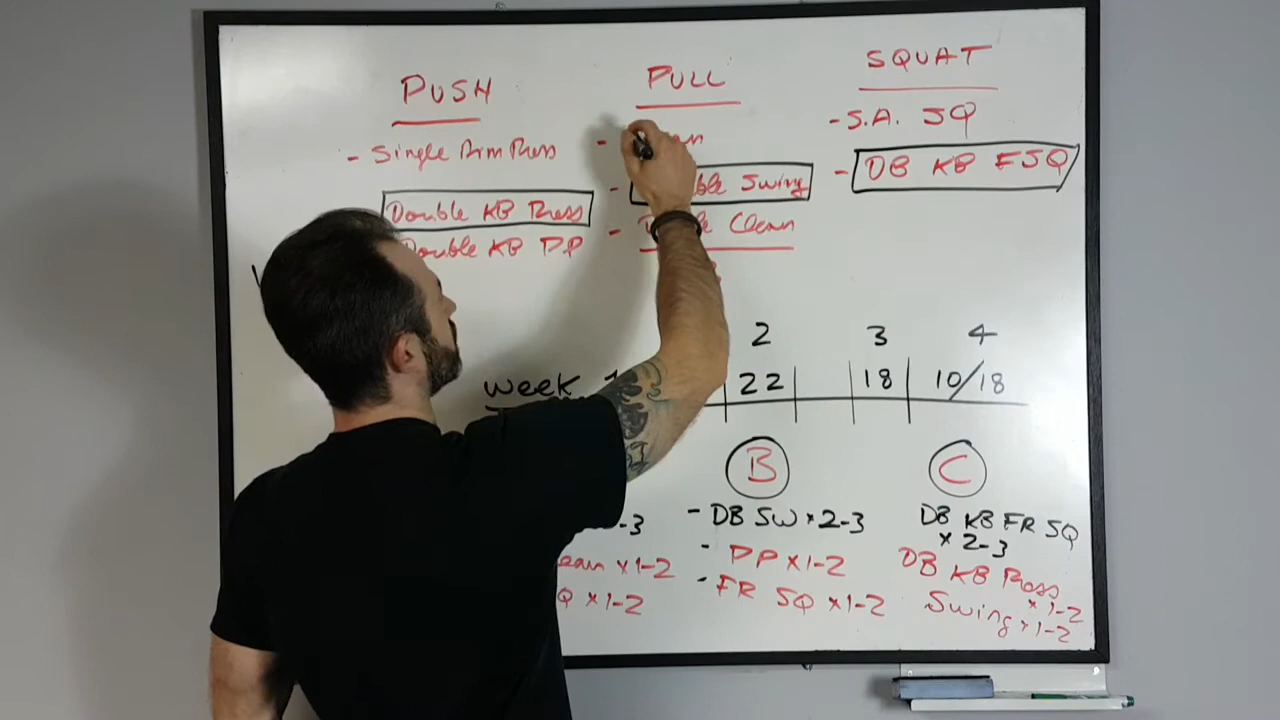 PUSH PULL SQUAT
- Single Arm Press - - S.A. SQ
Double KB Press - Swing - DB KB FSQ
Double KB PP - Clean
2 3 4
week 22 18 10/18
B C
-3 - DB SW x 2-3 DB KB FR SQ
x 2-3
ean x 1-2 - PP x 1-2 DB KB Press
x 1-2
Q x 1-2 - FR SQ x 1-2 Swing x 1-2